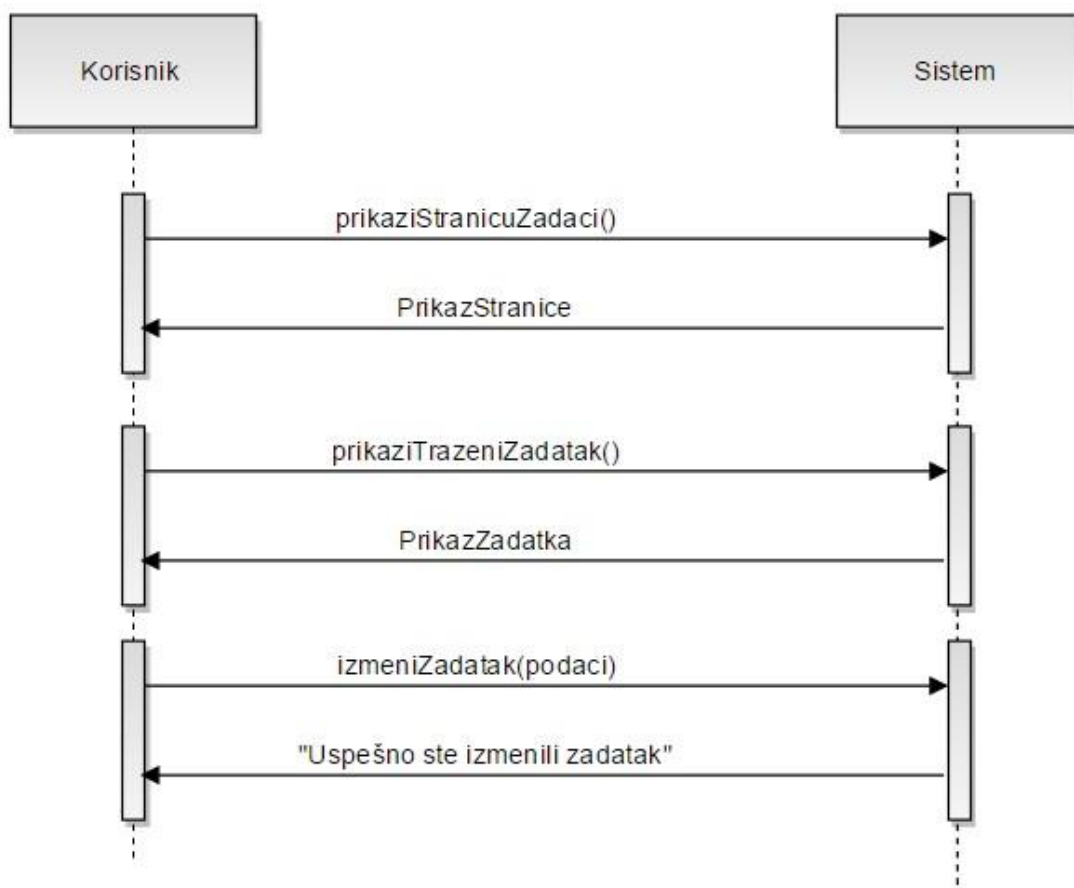 Korisnik
Sistem
prikaziStranicuZadaci()
PrikazStranice
prikaziTrazeniZadatak()
PrikazZadatka
izmeniZadatak(podaci)
"Uspešno ste izmenili zadatak"